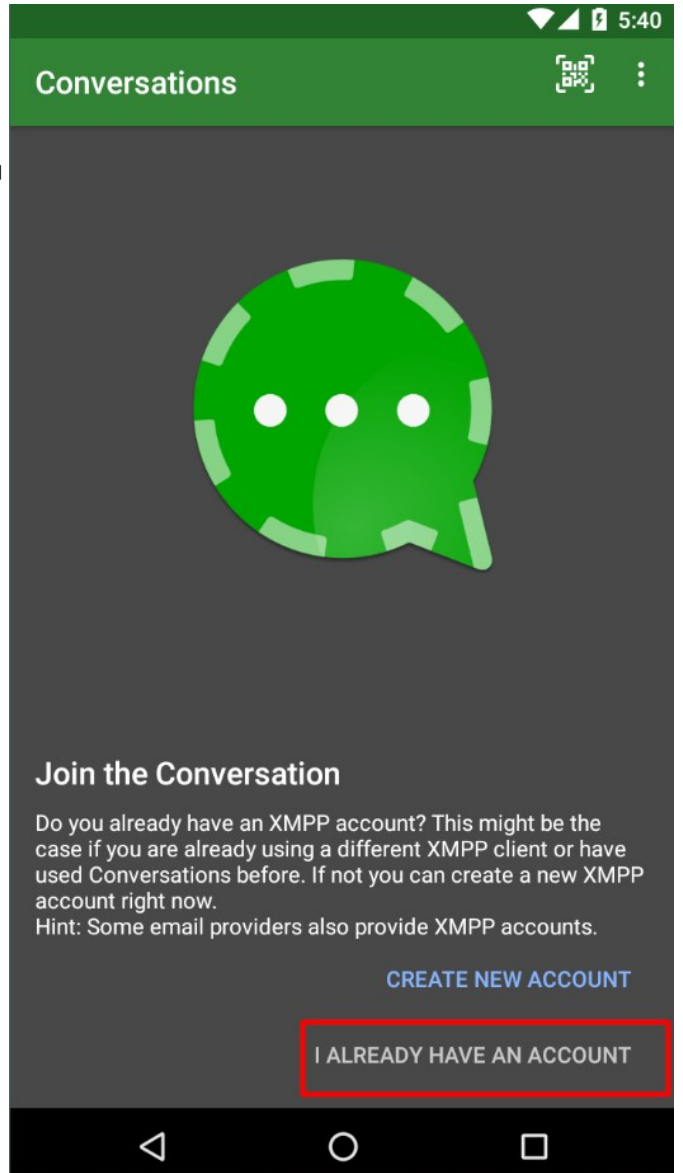 5:40
Conversations
Join the Conversation
Do you already have an XMPP account? This might be the
case if you are already using a different XMPP client or have
used Conversations before. If not you can create a new XMPP
account right now.
Hint: Some email providers also provide XMPP accounts.
CREATE NEW ACCOUNT
I ALREADY HAVE AN ACCOUNT